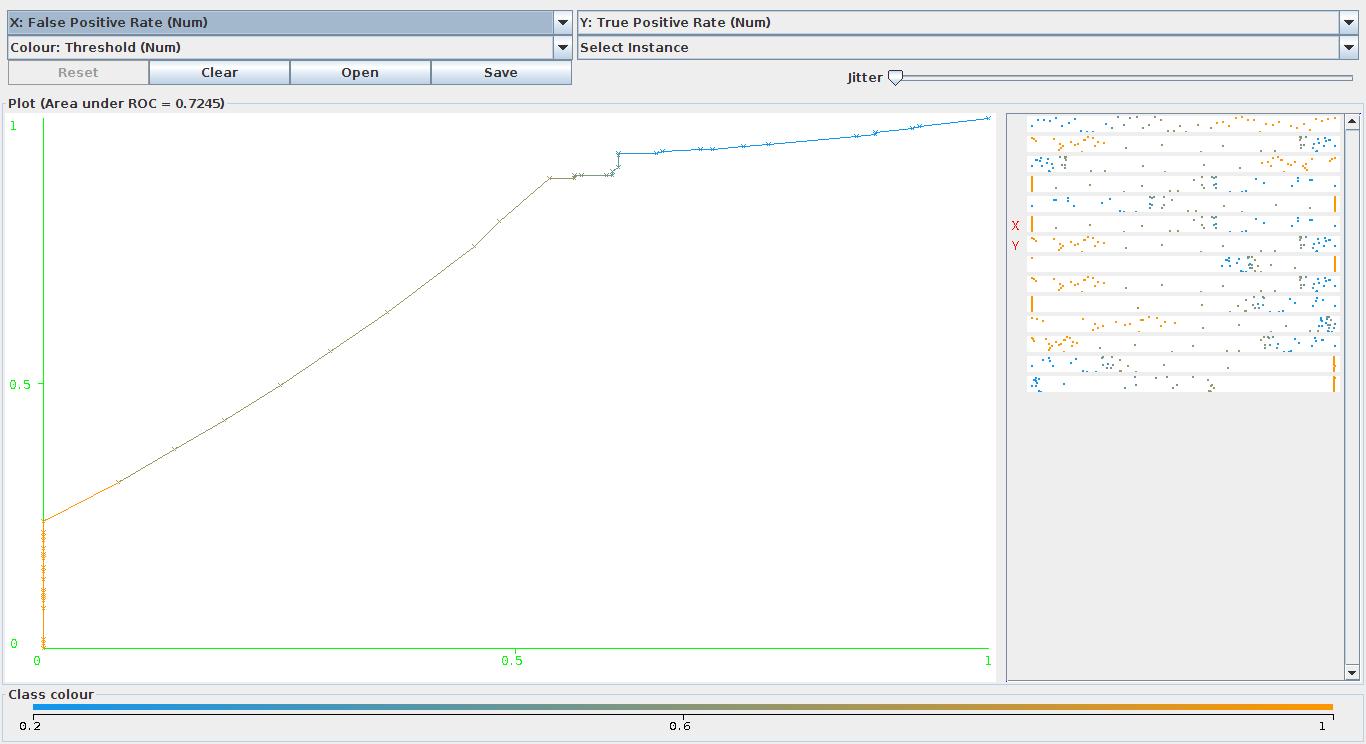 X: False Positive Rate (Num)
Y: True Positive Rate (Num)
Colour: Threshold (Num)
Select Instance
Reset
Clear
Open
Save
Jitter
Plot (Area under ROC = 0.7245)
1
0.5
0
0
0.5
1
X
Y
Class colour
0.2
0.6
1